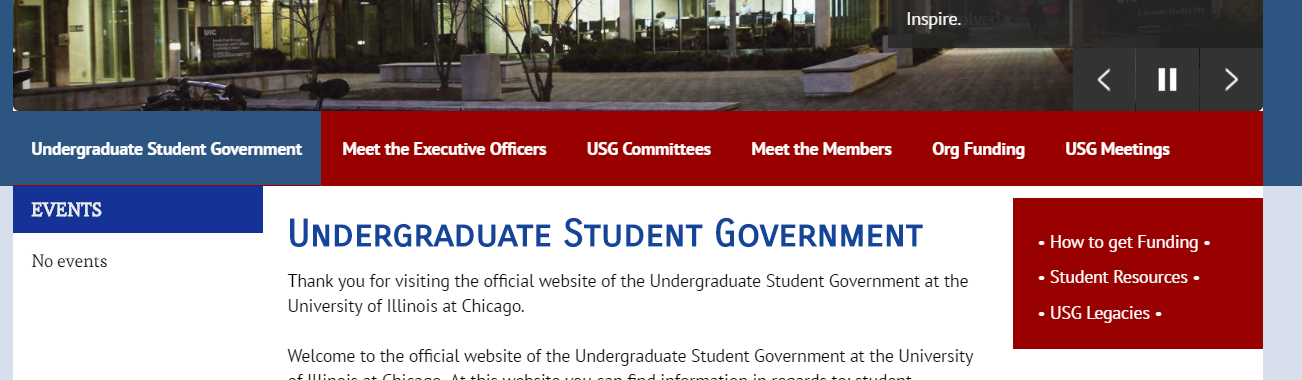 UIC
Inspire.
Undergraduate Student Government
Meet the Executive Officers
USG Committees
Meet the Members
Org Funding
USG Meetings
EVENTS
No events
Undergraduate Student Government
Thank you for visiting the official website of the Undergraduate Student Government at the
University of Illinois at Chicago.
Welcome to the official website of the Undergraduate Student Government at the University
of Illinois at Chicago. At this website you can find information in regards to: student
• How to get Funding •
• Student Resources •
• USG Legacies •